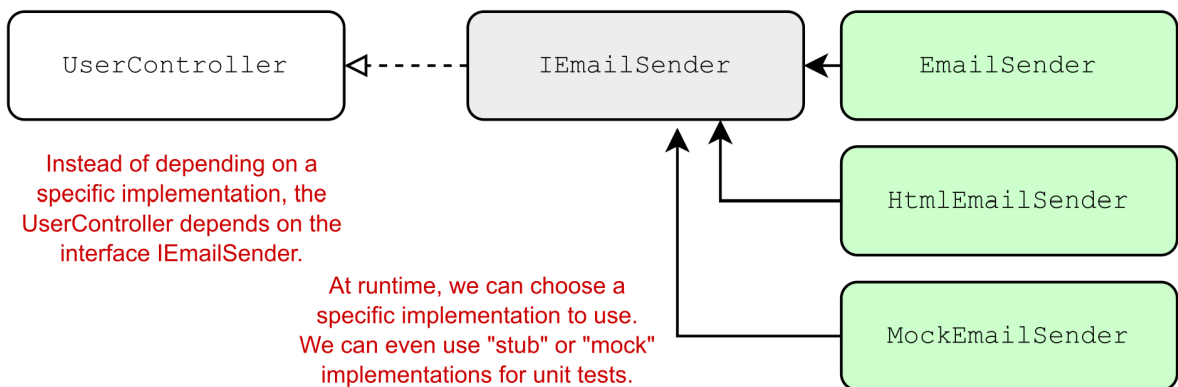 UserController
IEmailSender
EmailSender
Instead of depending on a
specific implementation, the
UserController depends on the
interface IEmailSender.
HtmlEmailSender
At runtime, we can choose a
specific implementation to use.
We can even use "stub" or "mock"
implementations for unit tests.
MockEmailSender